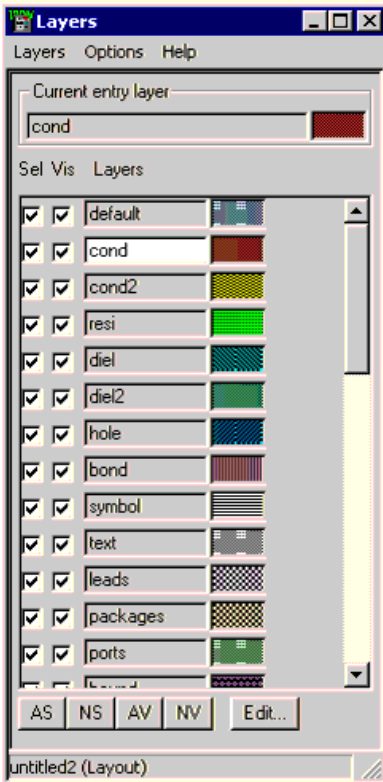 Layers
Layers Options Help
Current entry layer
cond
Sel Vis Layers
default
cond
cond2
resi
diel
diel2
hole
bond
symbol
text
leads
packages
ports
AS NS AV NV Edit...
untitled2 (Layout)